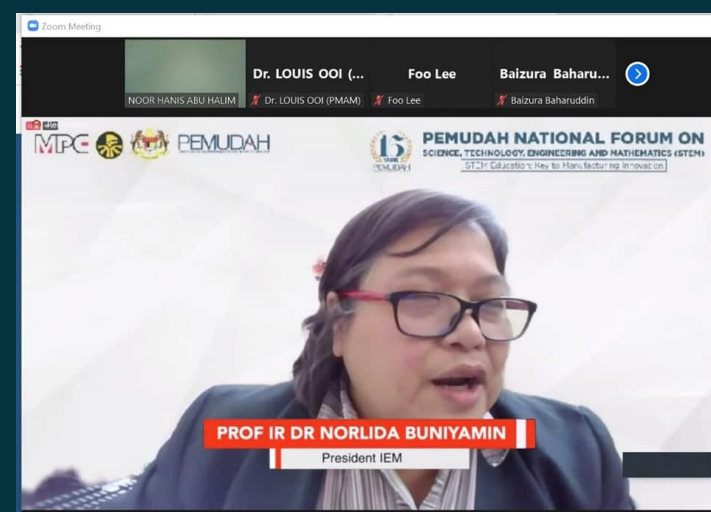 Zoom Meeting
Dr. LOUIS OOI (...
Foo Lee
Baizura Baharu...
NOOR HANIS ABU HALIM
Dr. LOUIS OOI (PMAM)
Foo Lee
Baizura Baharuddin
MPC
PEMUDAH
15
PEMUDAH
PEMUDAH NATIONAL FORUM ON
SCIENCE, TECHNOLOGY, ENGINEERING AND MATHEMATICS (STEM)
STEM Education: Key to Manufacturing Innovation
PROF IR DR NORLIDA BUNIYAMIN
President IEM